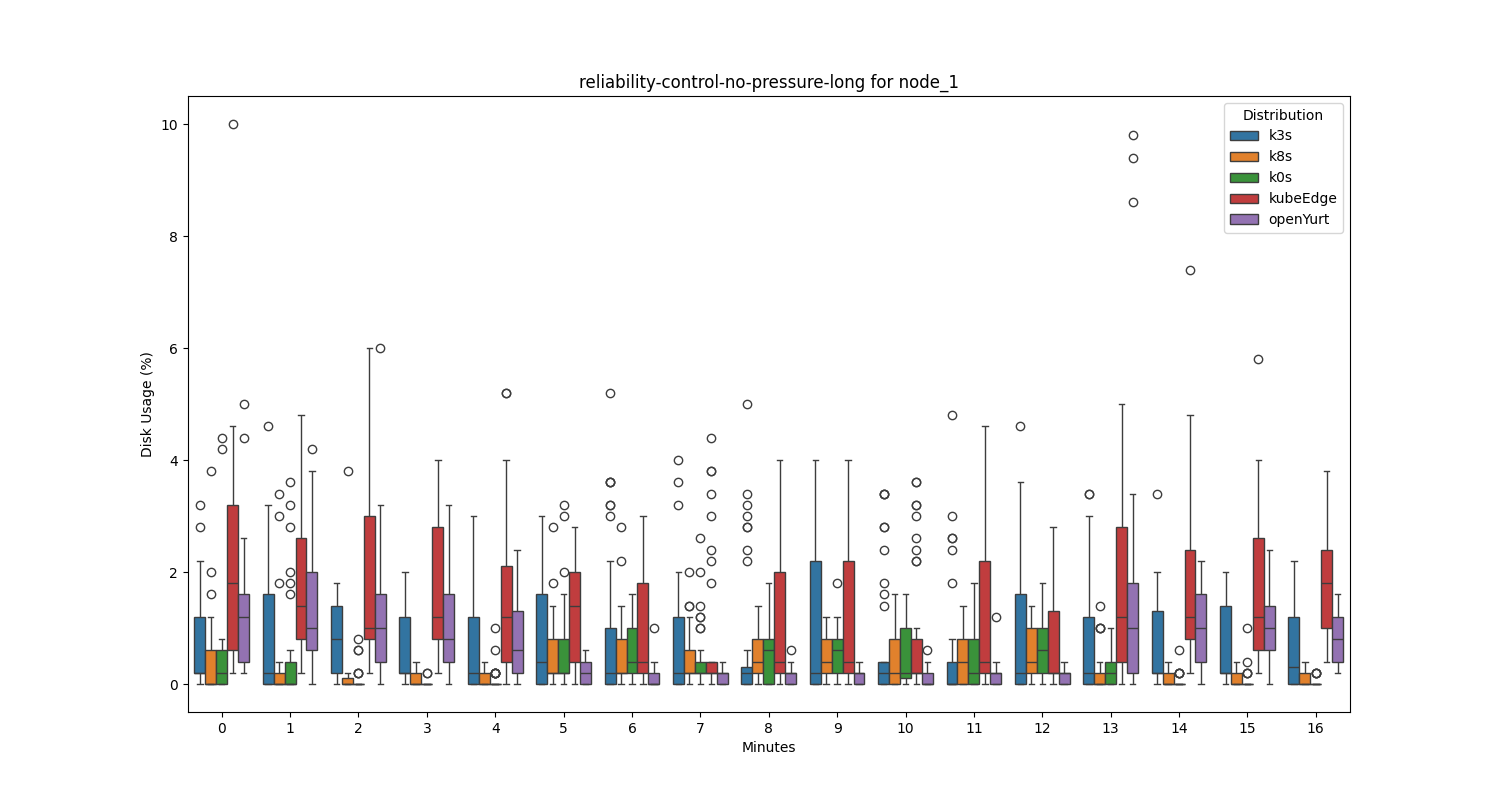 reliability-control-no-pressure-long for node_1
Distribution
k3s
k8s
k0s
kubeEdge
openYurt
Disk Usage (%)
10
8
6
4
2
0
0 1 2 3 4 5 6 7 8 9 10 11 12 13 14 15 16
Minutes